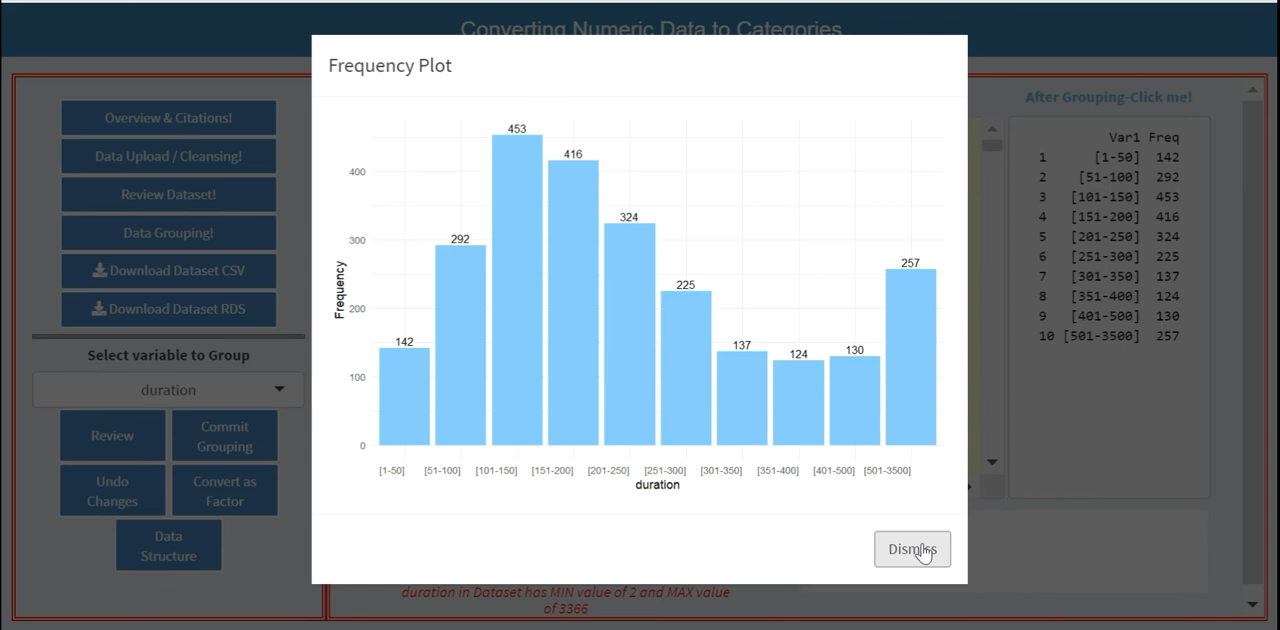 Converting Numeric Data to Categories
Overview & Citations!
Data Upload / Cleansing!
Review Dataset!
Data Grouping!
Download Dataset CSV
Download Dataset RDS
Select variable to Group
duration
Review
Commit
Grouping
Undo
Changes
Convert as
Factor
Data
Structure
Frequency Plot
453
416
324
292
257
225
142
137
124
130
400
300
200
100
0
Frequency
[1-50] [51-100] [101-150] [151-200] [201-250] [251-300] [301-350] [351-400] [401-500] [501-3500]
duration
Dismiss
duration in Dataset has MIN value of 2 and MAX value
of 3366
After Grouping-Click me!
Var1 Freq
1 [1-50] 142
2 [51-100] 292
3 [101-150] 453
4 [151-200] 416
5 [201-250] 324
6 [251-300] 225
7 [301-350] 137
8 [351-400] 124
9 [401-500] 130
10 [501-3500] 257